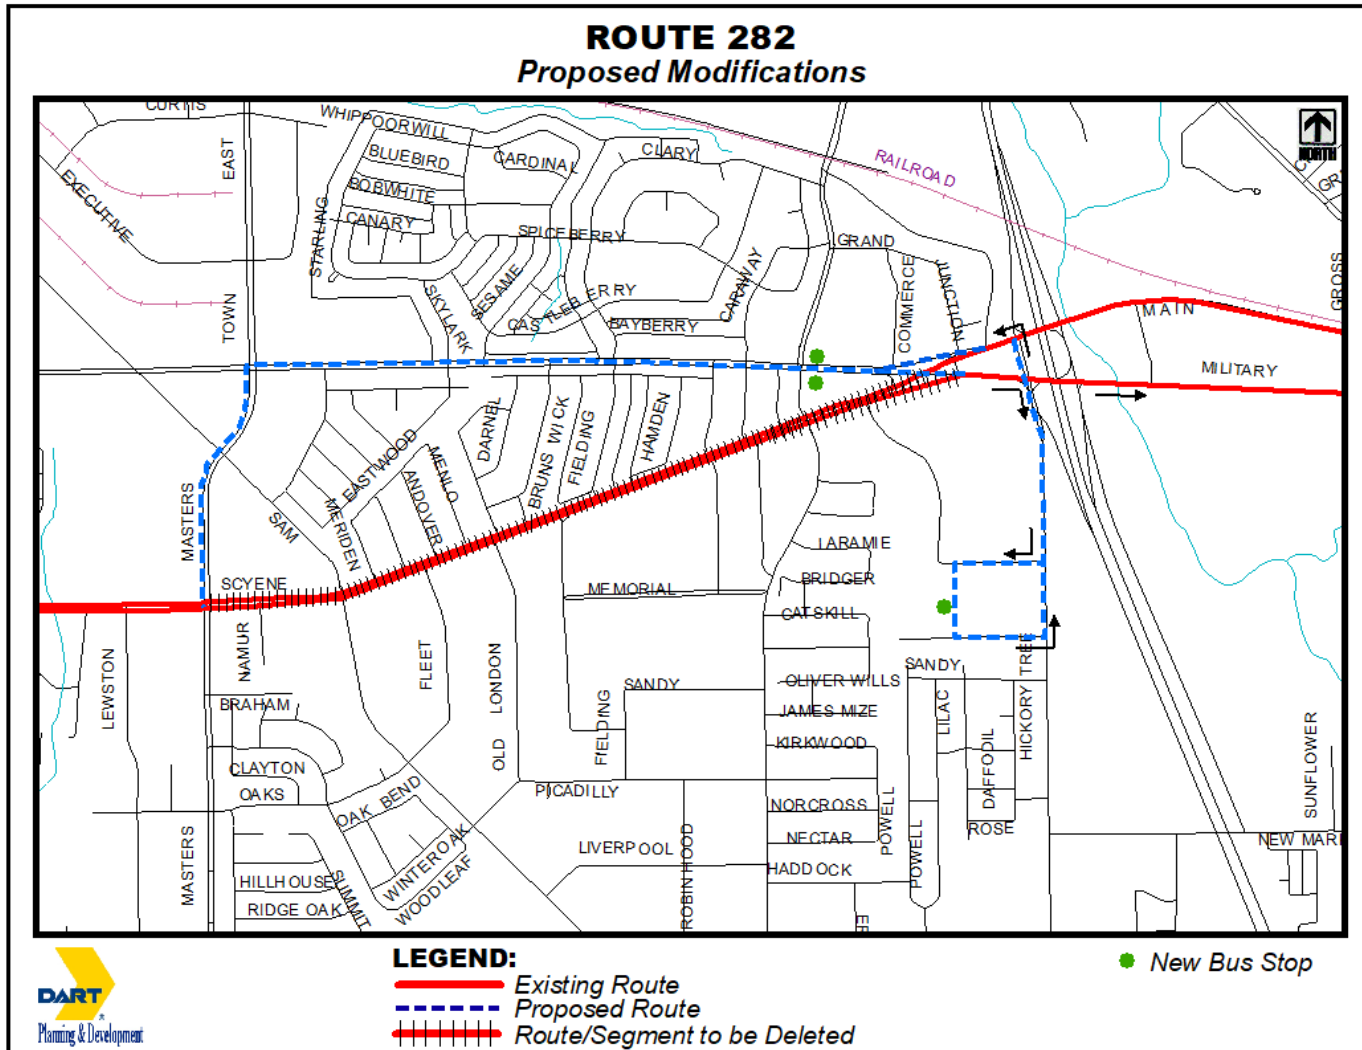 ROUTE 282
Proposed Modifications
CURTIS
WHIPPOORWILL
EAST
BLUEBIRD
CARDINAL
CLARY
RAILROAD
NORTH
EXECUTIVE
BOBWHITE
CANARY
STARLING
SPICEBERRY
GRAND
CARAWAY
COMMERCE
JUNCTION
GROSS
TOWN
SKYLARK
SESAME
CASTLEBERRY
BAYBERRY
MAIN
MILITARY
DARNEL
BRUNSWICK
FIELDING
HAMDEN
EASTWOOD
MENLO
ANDOVER
MERIDEN
SAM
MASTERS
SCYENE
LARAMIE
BRIDGER
MEMORIAL
CATSKILL
NAMUR
LEWSTON
FLEET
LONDON
OLD
TREE
SANDY
SANDY
OLIVER WILLS
LILAC
HICKORY
BRAHAM
JAMES MIZE
FIELDING
KIRKWOOD
DAFFODIL
SUNFLOWER
CLAYTON
OAKS
OAK BEND
PICADILLY
NORCROSS
POWELL
ROSE
NECTAR
NEW MAR
MASTERS
WINTEROAK
WOODLEAF
LIVERPOOL
ROBINHOOD
HADDOCK
POWELL
HILLHOUSE
SUMMIT
RIDGE OAK
DART
Planning & Development
LEGEND:
Existing Route
Proposed Route
Route/Segment to be Deleted
New Bus Stop